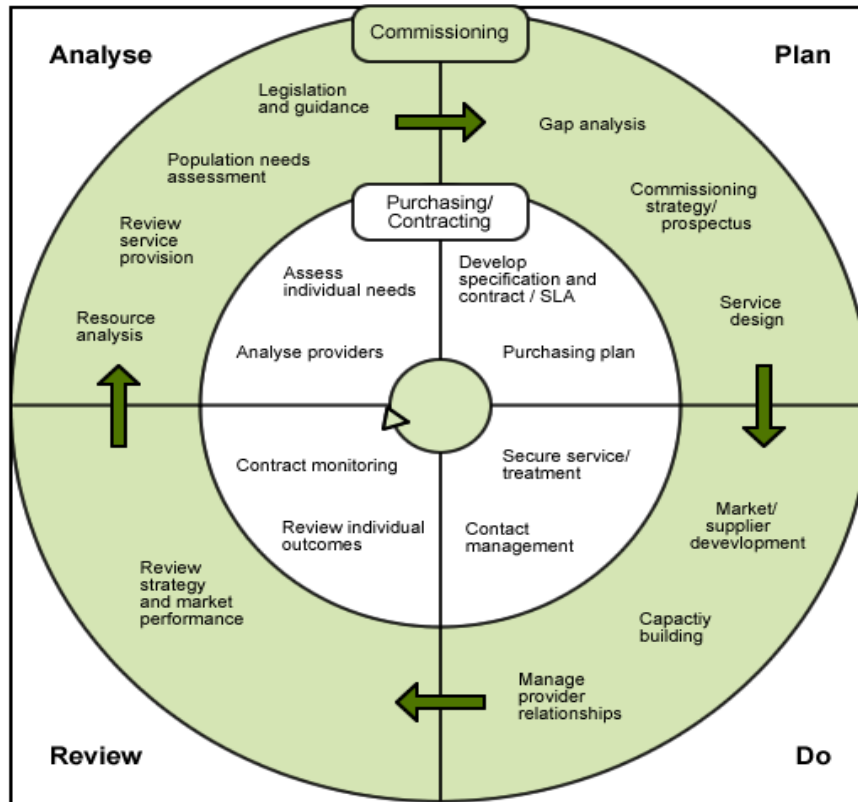 Analyse
Commissioning
Plan
Legislation
and guidance
Gap analysis
Population needs
assessment
Commissioning
strategy/
prospectus
Review
service
provision
Purchasing/
Contracting
Assess
individual needs
Develop
specification and
contract / SLA
Resource
analysis
Service
design
Analyse providers
Purchasing plan
Contract monitoring
Secure service/
treatment
Review individual
outcomes
Contact
management
Market/
supplier
devevlopment
Review
strategy
and market
performance
Capactiy
building
Manage
provider
relationships
Review
Do